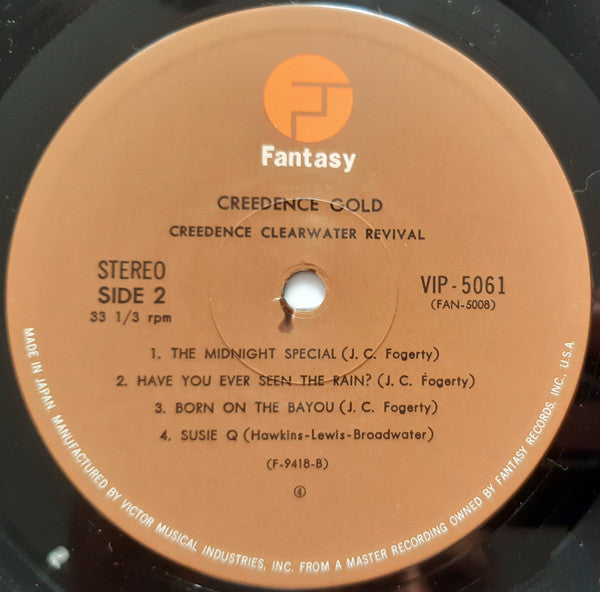 Fantasy
CREEDENCE GOLD
CREEDENCE CLEARWATER REVIVAL
STEREO
SIDE 2
33 1/3 rpm
VIP-5061
(FAN-5008)
1. THE MIDNIGHT SPECIAL (J. C. Fogerty)
2. HAVE YOU EVER SEEN THE RAIN? (J. C. Fogerty)
3. BORN ON THE BAYOU (J. C. Fogerty)
4. SUSIE Q (Hawkins-Lewis-Broadwater)
(F-9418-B)
④
MADE IN JAPAN. MANUFACTURED BY VICTOR MUSICAL INDUSTRIES, INC. FROM A MASTER RECORDING OWNED BY FANTASY RECORDS, INC., U.S.A.